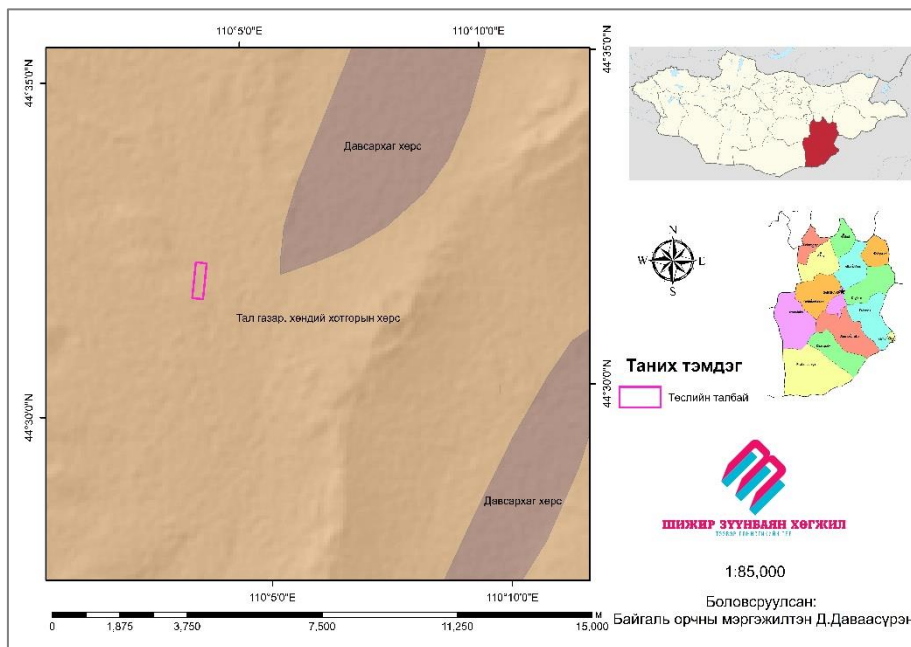 110°5'0"E
110°10'0"E
44°35'0"N
44°35'0"N
Давсархаг хөрс
Тал газар. хөндий хотгорын хөрс
44°30'0"N
44°30'0"N
Давсархаг хөрс
110°5'0"E
110°10'0"E
0
1,875
3,750
7,500
11,250
15,000
M
N
W
E
S
Таних тэмдэг
Төслийн талбай
ШИЖИР ЗҮҮНБАЯН ХӨГЖИЛ
1:85,000
Боловсруулсан:
Байгаль орчны мэргэжилтэн Д.Даваасүрэн